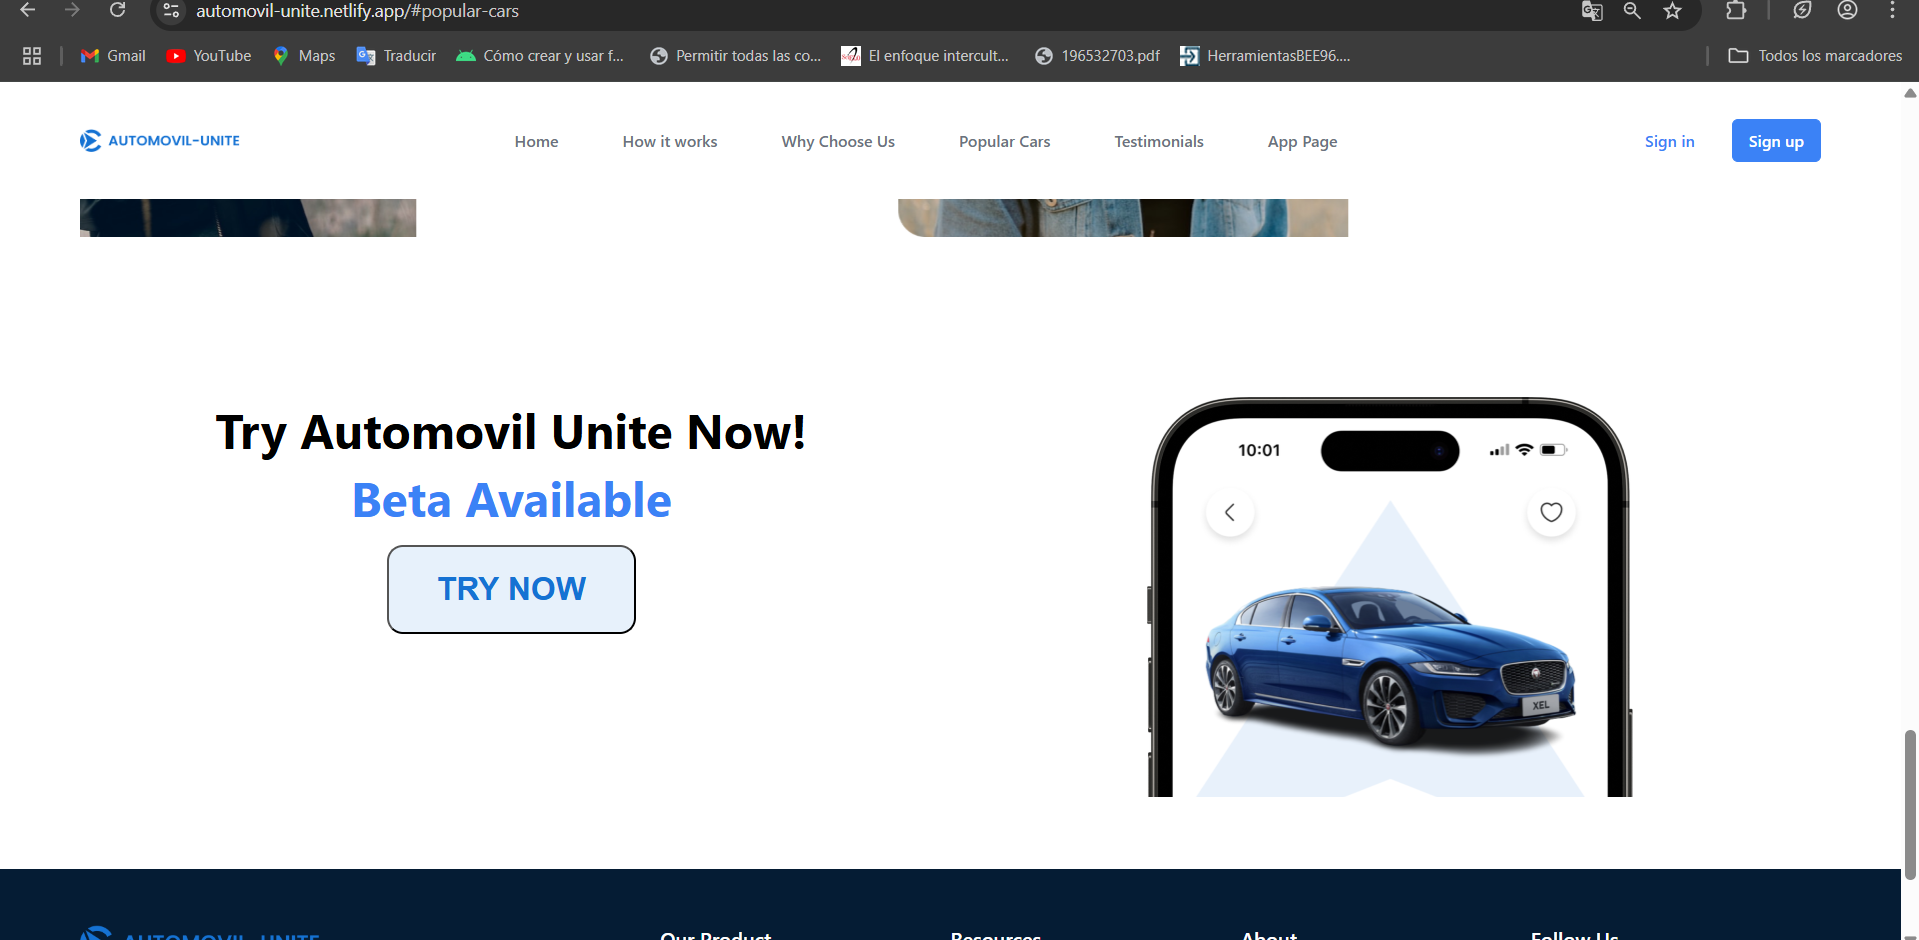 automovil-unite.netlify.app/#popular-cars
Gmail YouTube Maps Traducir Cómo crear y usar f... Permitir todas las co... El enfoque intercult... 196532703.pdf HerramientasBEE96.... Todos los marcadores
AUTOMOVIL-UNITE Home How it works Why Choose Us Popular Cars Testimonials App Page Sign in Sign up
Try Automovil Unite Now!
Beta Available
TRY NOW
10:01
XEL
AUTOMOVIL-UNITE Our Product Resources About Follow Us